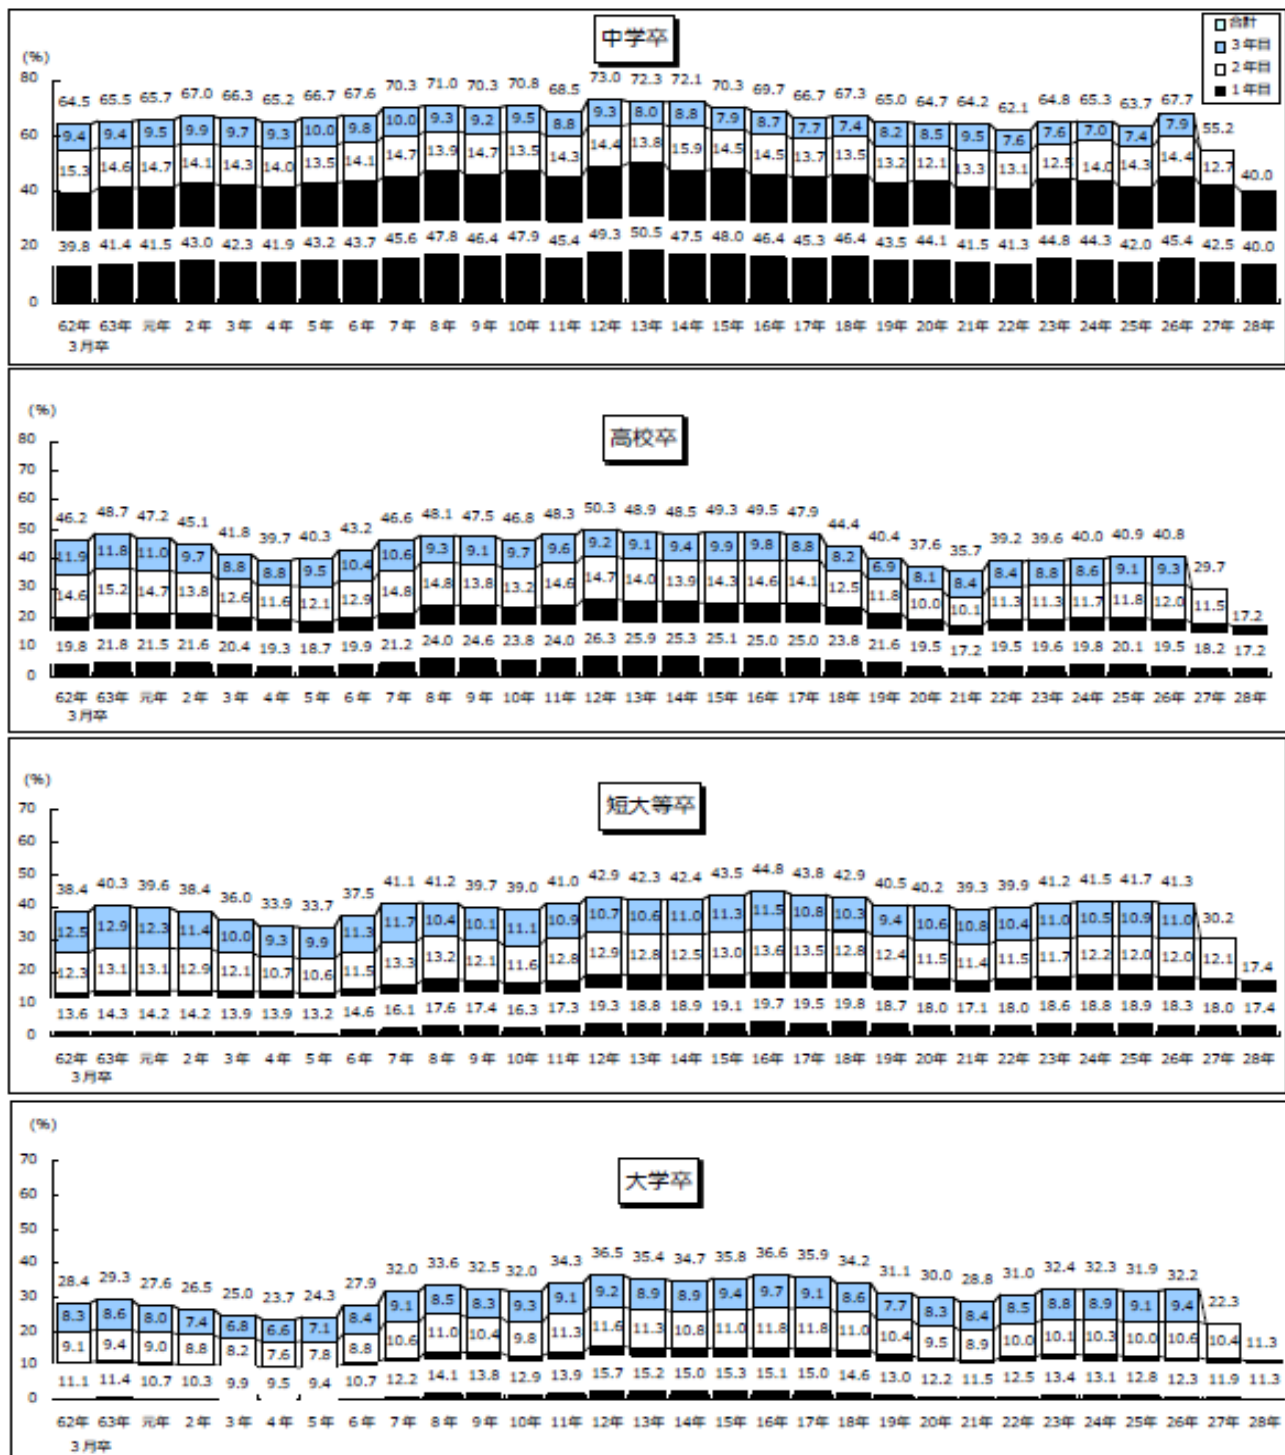 中学卒
合計
3年目
2年目
1年目
(%)
80
60
40
20
0
64.5 65.5 65.7 67.0 66.3 65.2 66.7 67.6 70.3 71.0 70.3 70.8 68.5 73.0 72.3 72.1 70.3 69.7 66.7 67.3 65.0 64.7 64.2 62.1 64.8 65.3 63.7 67.7 55.2 40.0
9.4 9.4 9.5 9.9 9.7 9.3 10.0 9.8 10.0 9.3 9.2 9.5 8.8 9.3 8.0 8.8 7.9 8.7 7.7 7.4 8.2 8.5 9.5 7.6 7.6 7.0 7.4 7.9
15.3 14.6 14.7 14.1 14.3 14.0 13.5 14.1 14.7 13.9 14.7 13.5 14.3 14.4 13.8 15.9 14.5 14.5 13.7 13.5 13.2 12.1 13.3 13.1 12.5 14.0 14.3 14.4 12.7
39.8 41.4 41.5 43.0 42.3 41.9 43.2 43.7 45.6 47.8 46.4 47.9 45.4 49.3 50.5 47.5 48.0 46.4 45.3 46.4 43.5 44.1 41.5 41.3 44.8 44.3 42.0 45.4 42.5 40.0
62年 63年 元年 2年 3年 4年 5年 6年 7年 8年 9年 10年 11年 12年 13年 14年 15年 16年 17年 18年 19年 20年 21年 22年 23年 24年 25年 26年 27年 28年
3月卒
高校卒
(%)
80
70
60
50
40
30
20
10
0
46.2 48.7 47.2 45.1 41.8 39.7 40.3 43.2 46.6 48.1 47.5 46.8 48.3 50.3 48.9 48.5 49.3 49.5 47.9 44.4 40.4 37.6 35.7 39.2 39.6 40.0 40.9 40.8 29.7 17.2
11.9 11.8 11.0 9.7 8.8 8.8 9.5 10.4 10.6 9.3 9.1 9.7 9.6 9.2 9.1 9.4 9.9 9.8 8.8 8.2 6.9 8.1 8.4 8.4 8.8 8.6 9.1 9.3
14.6 15.2 14.7 13.8 12.6 11.6 12.1 12.9 14.8 14.8 13.8 13.2 14.6 14.7 14.0 13.9 14.3 14.6 14.1 12.5 11.8 10.0 10.1 11.3 11.3 11.7 11.8 12.0 11.5
19.8 21.8 21.5 21.6 20.4 19.3 18.7 19.9 21.2 24.0 24.6 23.8 24.0 26.3 25.9 25.3 25.1 25.0 25.0 23.8 21.6 19.5 17.2 19.5 19.6 19.8 20.1 19.5 18.2 17.2
62年 63年 元年 2年 3年 4年 5年 6年 7年 8年 9年 10年 11年 12年 13年 14年 15年 16年 17年 18年 19年 20年 21年 22年 23年 24年 25年 26年 27年 28年
3月卒
短大等卒
(%)
70
60
50
40
30
20
10
0
38.4 40.3 39.6 38.4 36.0 33.9 33.7 37.5 41.1 41.2 39.7 39.0 41.0 42.9 42.3 42.4 43.5 44.8 43.8 42.9 40.5 40.2 39.3 39.9 41.2 41.5 41.7 41.3 30.2 17.4
12.5 12.9 12.3 11.4 10.0 9.3 9.9 11.3 11.7 10.4 10.1 11.1 10.9 10.7 10.6 11.0 11.3 11.5 10.8 10.3 9.4 10.6 10.8 10.4 11.0 10.5 10.9 11.0
12.3 13.1 13.1 12.9 12.1 10.7 10.6 11.5 13.3 13.2 12.1 11.6 12.8 12.9 12.8 12.5 13.0 13.6 13.5 12.8 12.4 11.5 11.4 11.5 11.7 12.2 12.0 12.0 12.1
13.6 14.3 14.2 14.2 13.9 13.9 13.2 14.6 16.1 17.6 17.4 16.3 17.3 19.3 18.8 18.9 19.1 19.7 19.5 19.8 18.7 18.0 17.1 18.0 18.6 18.8 18.9 18.3 18.0 17.4
62年 63年 元年 2年 3年 4年 5年 6年 7年 8年 9年 10年 11年 12年 13年 14年 15年 16年 17年 18年 19年 20年 21年 22年 23年 24年 25年 26年 27年 28年
3月卒
大学卒
(%)
70
60
50
40
30
20
10
0
28.4 29.3 27.6 26.5 25.0 23.7 24.3 27.9 32.0 33.6 32.5 32.0 34.3 36.5 35.4 34.7 35.8 36.6 35.9 34.2 31.1 30.0 28.8 31.0 32.4 32.3 31.9 32.2 22.3 11.3
8.3 8.6 8.0 7.4 6.8 6.6 7.1 8.4 9.1 8.5 8.3 9.3 9.1 9.2 8.9 8.9 9.4 9.7 9.1 8.6 7.7 8.3 8.4 8.5 8.8 8.9 9.1 9.4
9.1 9.4 9.0 8.8 8.2 7.6 7.8 8.8 10.6 11.0 10.4 9.8 11.3 11.6 11.3 10.8 11.0 11.8 11.8 11.0 10.4 9.5 8.9 10.0 10.1 10.3 10.0 10.6 10.4
11.1 11.4 10.7 10.3 9.9 9.5 9.4 10.7 12.2 14.1 13.8 12.9 13.9 15.7 15.2 15.0 15.3 15.1 15.0 14.6 13.0 12.2 11.5 12.5 13.4 13.1 12.8 12.3 11.9 11.3
62年 63年 元年 2年 3年 4年 5年 6年 7年 8年 9年 10年 11年 12年 13年 14年 15年 16年 17年 18年 19年 20年 21年 22年 23年 24年 25年 26年 27年 28年
3月卒